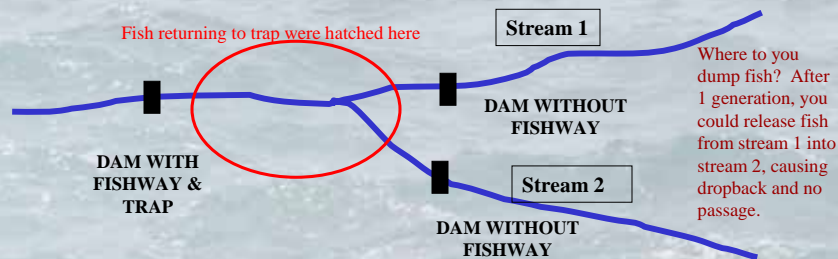 Fish returning to trap were hatched here
Stream 1
Where to you
dump fish? After
1 generation, you
could release fish
from stream 1 into
stream 2, causing
dropback and no
passage.
DAM WITHOUT
FISHWAY
DAM WITH
FISHWAY &
TRAP
Stream 2
DAM WITHOUT
FISHWAY